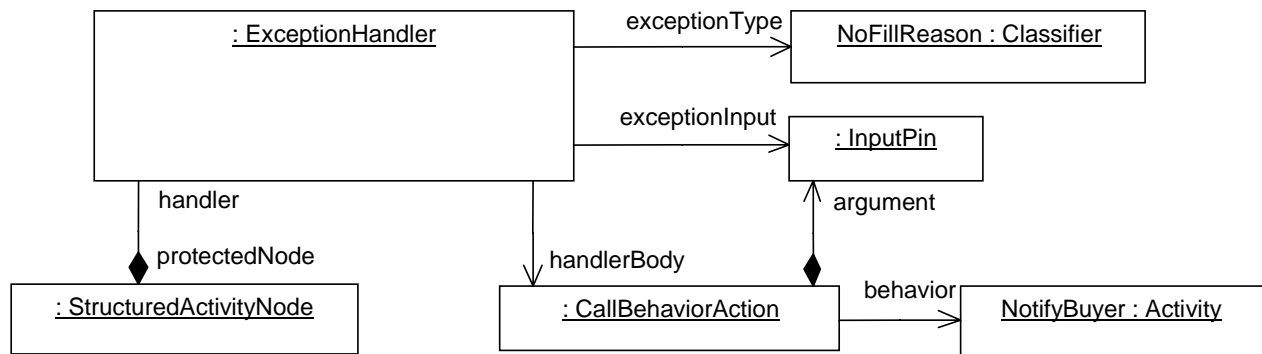 : ExceptionHandler
exceptionType
NoFillReason : Classifier
exceptionInput
: InputPin
handler
argument
protectedNode
handlerBody
: StructuredActivityNode
: CallBehaviorAction
behavior
NotifyBuyer : Activity